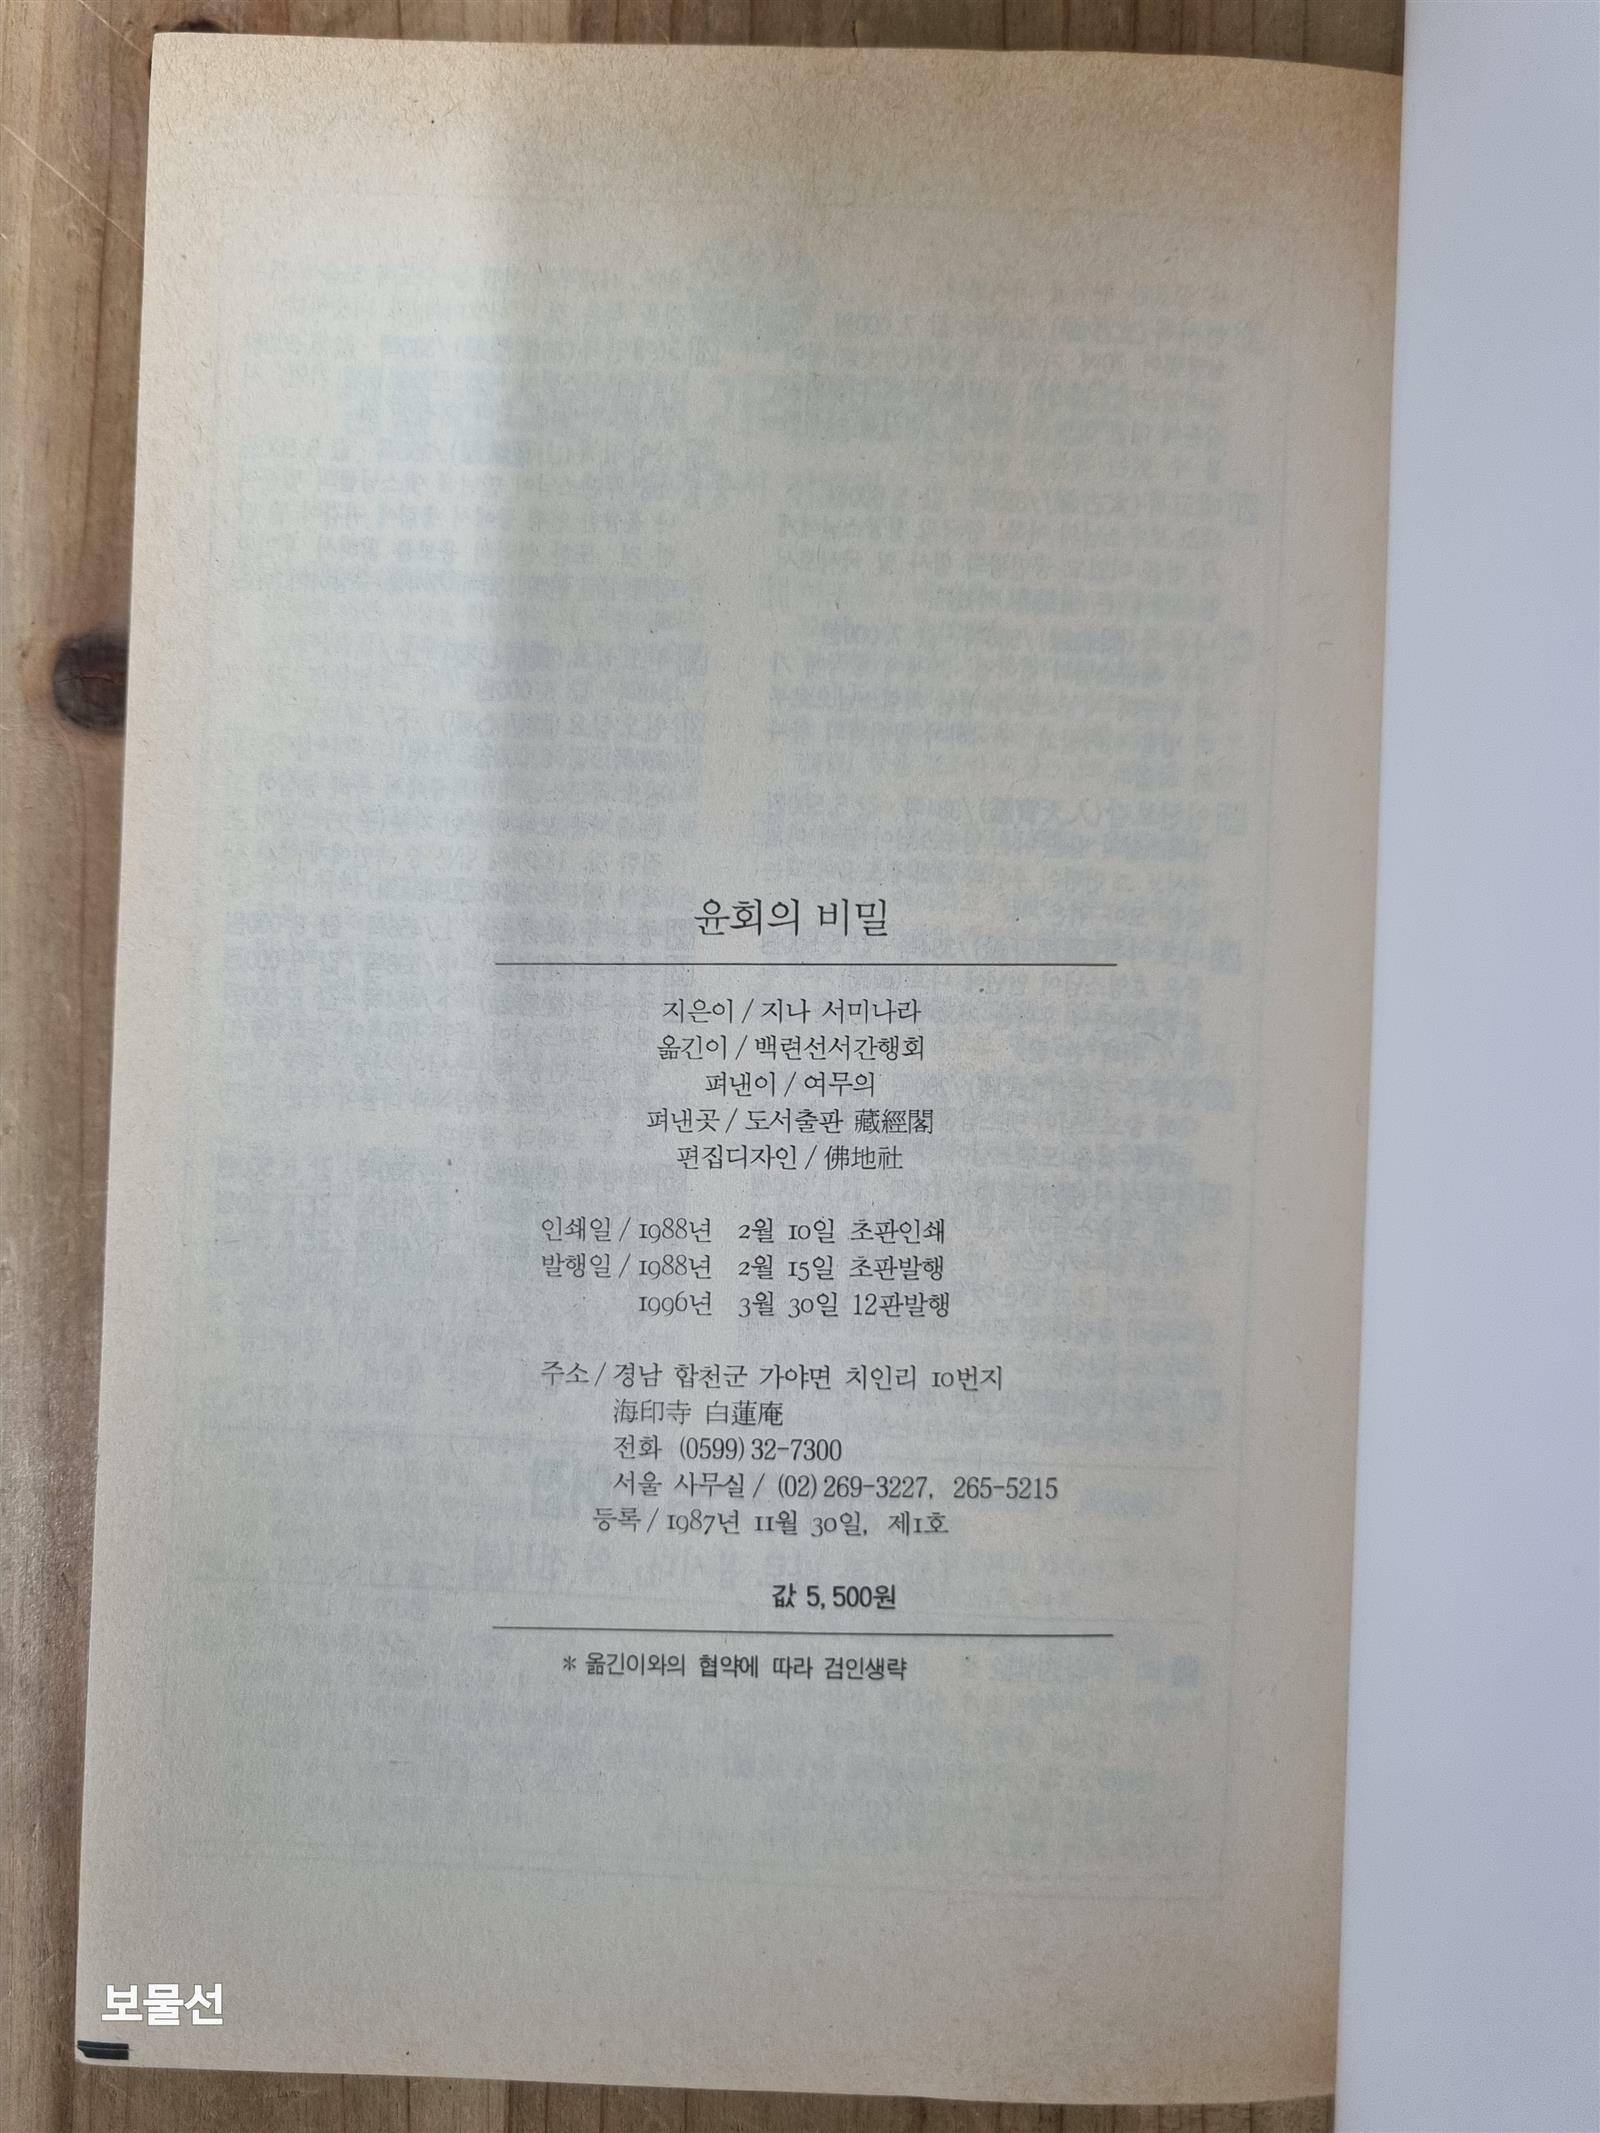 윤회의 비밀
지은이 / 지나 서미나라
옮긴이 / 백련선서간행회
펴낸이 / 여무의
펴낸곳 / 도서출판 藏經閣
편집디자인 / 佛地社
인쇄일 / 1988년 2월 10일 초판인쇄
발행일 / 1988년 2월 15일 초판발행
1996년 3월 30일 12판발행
주소 / 경남 합천군 가야면 치인리 10번지
海印寺 白蓮庵
전화 (0599) 32-7300
서울 사무실 / (02) 269-3227, 265-5215
등록 / 1987년 11월 30일, 제1호
값 5,500원
* 옮긴이와의 협약에 따라 검인생략
보물선